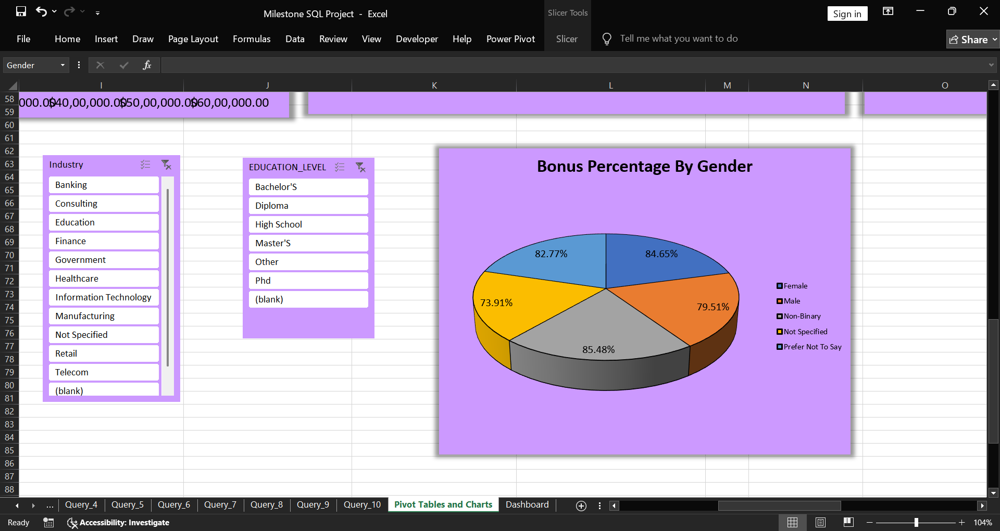 Milestone SQL Project - Excel
Slicer Tools
Sign in
File Home Insert Draw Page Layout Formulas Data Review View Developer Help Power Pivot Slicer Tell me what you want to do Share
Gender fx
I J K L M N O
58
59
60
61
62
63
64
65
66
67
68
69
70
71
72
73
74
75
76
77
78
79
80
81
82
83
84
85
86
87
88
000.00 $40,00,000.00 $50,00,000.00 $60,00,000.00
Industry
Banking
Consulting
Education
Finance
Government
Healthcare
Information Technology
Manufacturing
Not Specified
Retail
Telecom
(blank)
EDUCATION_LEVEL
Bachelor'S
Diploma
High School
Master'S
Other
Phd
(blank)
Bonus Percentage By Gender
82.77% 84.65%
73.91% 79.51%
85.48%
Female
Male
Non-Binary
Not Specified
Prefer Not To Say
... Query_4 Query_5 Query_6 Query_7 Query_8 Query_9 Query_10 Pivot Tables and Charts Dashboard
Ready Accessibility: Investigate 104%